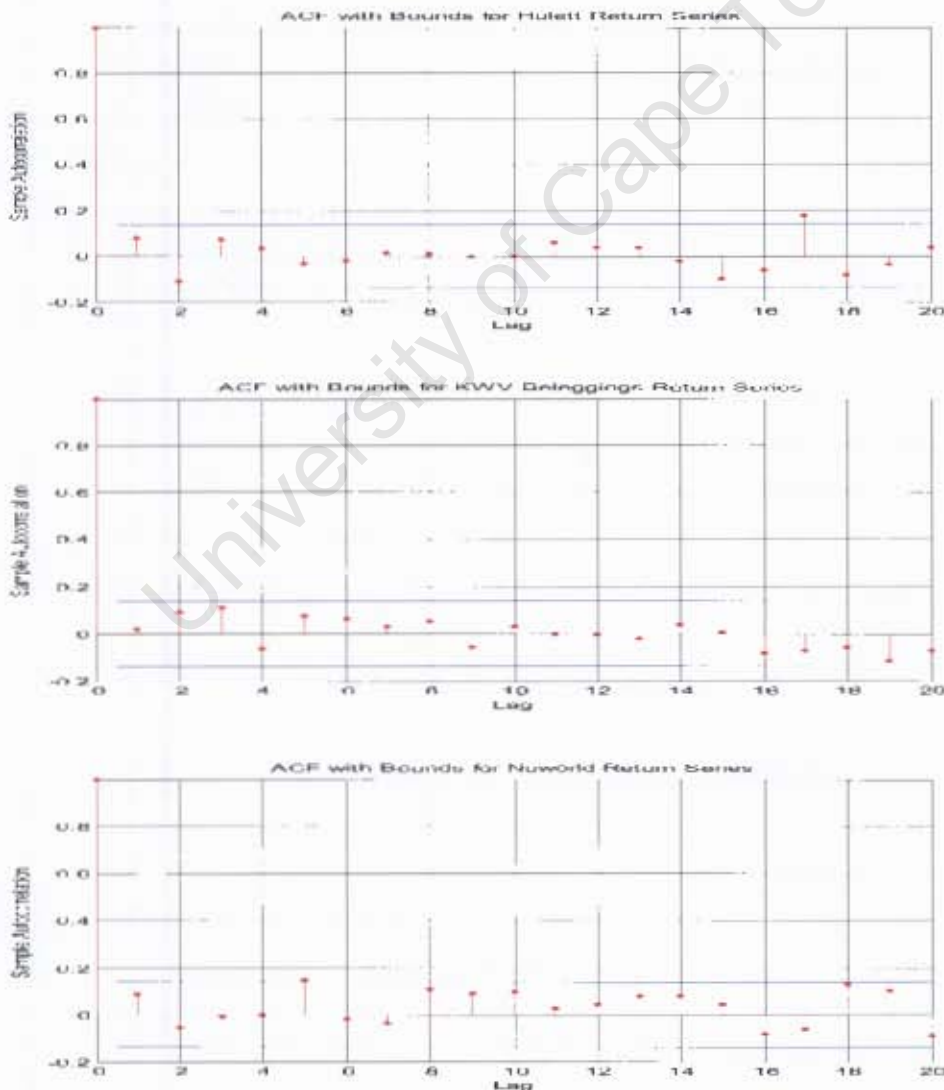 ACF with Bounds for Hulett Return Series
Sample Autocorrelation
0.8
0.6
0.4
0.2
0
-0.2
0 2 4 6 8 10 12 14 16 18 20
Lag
ACF with Bounds for KWV Beleggings Return Series
Sample Autocorrelation
0.8
0.6
0.4
0.2
0
-0.2
0 2 4 6 8 10 12 14 16 18 20
Lag
ACF with Bounds for Nuworld Return Series
Sample Autocorrelation
0.8
0.6
0.4
0.2
0
-0.2
0 2 4 6 8 10 12 14 16 18 20
Lag
University of Cape